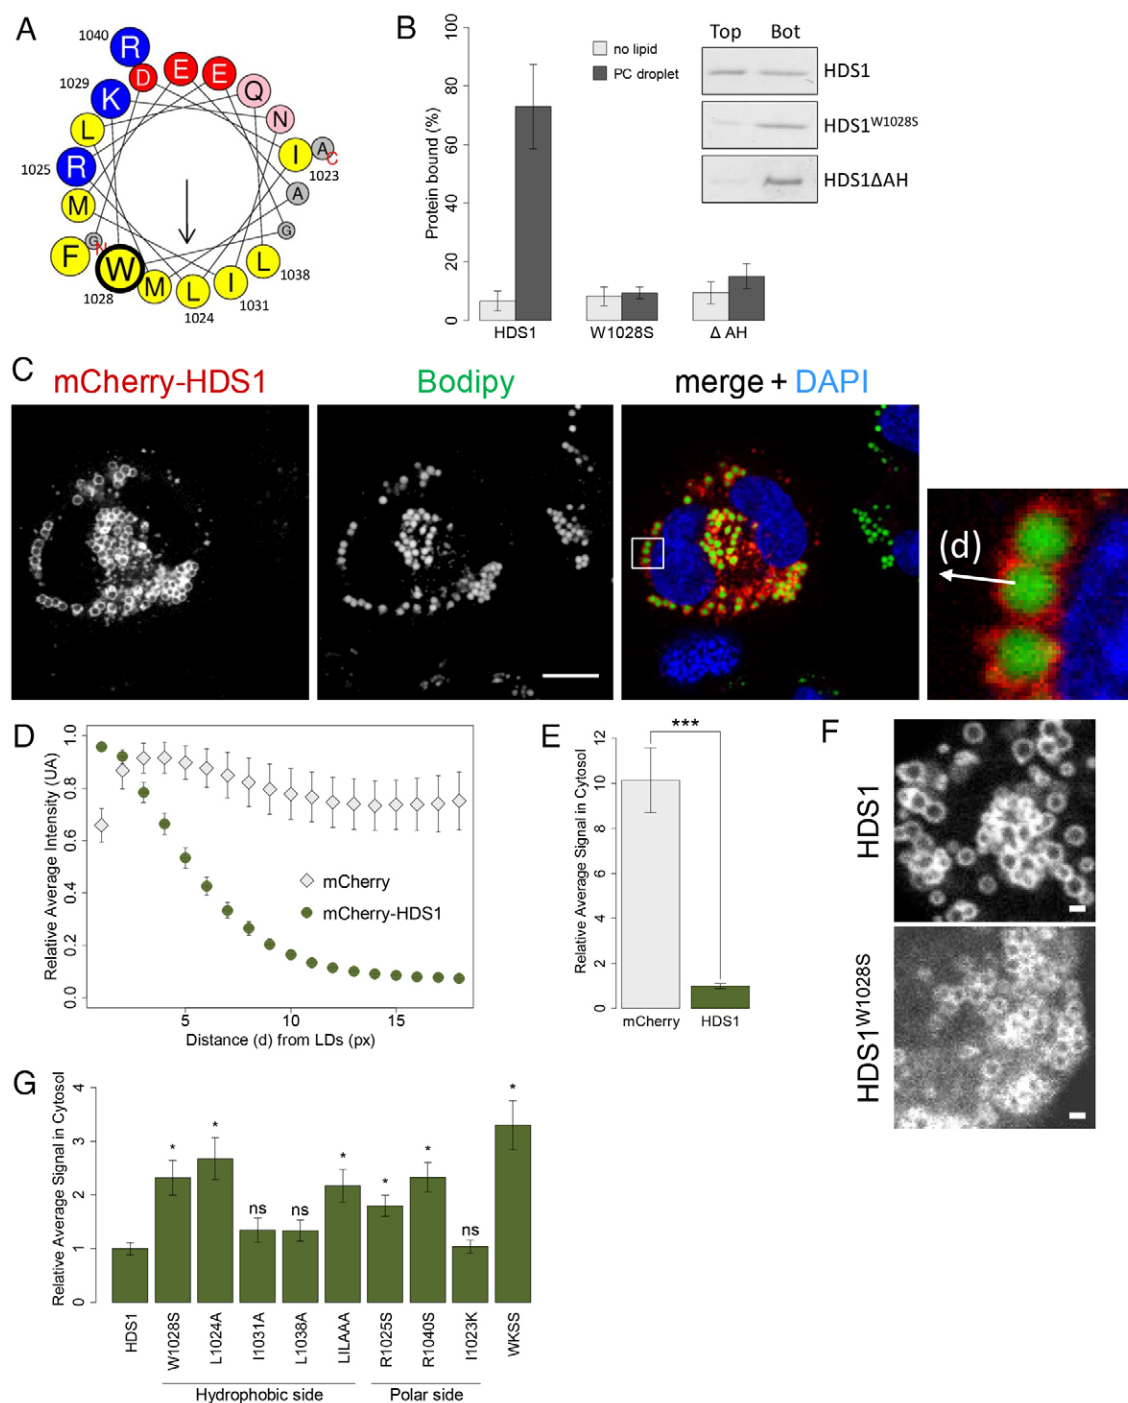 A
1040
R
D
E
E
1029
K
Q
L
N
1025
R
I
A
C
1023
M
A
F
G
N
G
W
L
1038
1028
M
L
I
1031
1024
B
Protein bound (%)
100
80
60
40
20
0
no lipid
PC droplet
HDS1
W1028S
Δ AH
Top Bot
HDS1
HDS1W1028S
HDS1ΔAH
C
mCherry-HDS1
Bodipy
merge + DAPI
(d)
D
Relative Average Intensity (UA)
1.0
0.8
0.6
0.4
0.2
0.0
mCherry
mCherry-HDS1
5 10 15
Distance (d) from LDs (px)
E
Relative Average Signal in Cytosol
12
10
8
6
4
2
0
***
mCherry HDS1
F
HDS1
HDS1W1028S
G
Relative Average Signal in Cytosol
4
3
2
1
0
* * ns ns * * * ns *
HDS1
W1028S
L1024A
I1031A
L1038A
LILAAA
R1025S
R1040S
I1023K
WKSS
Hydrophobic side
Polar side